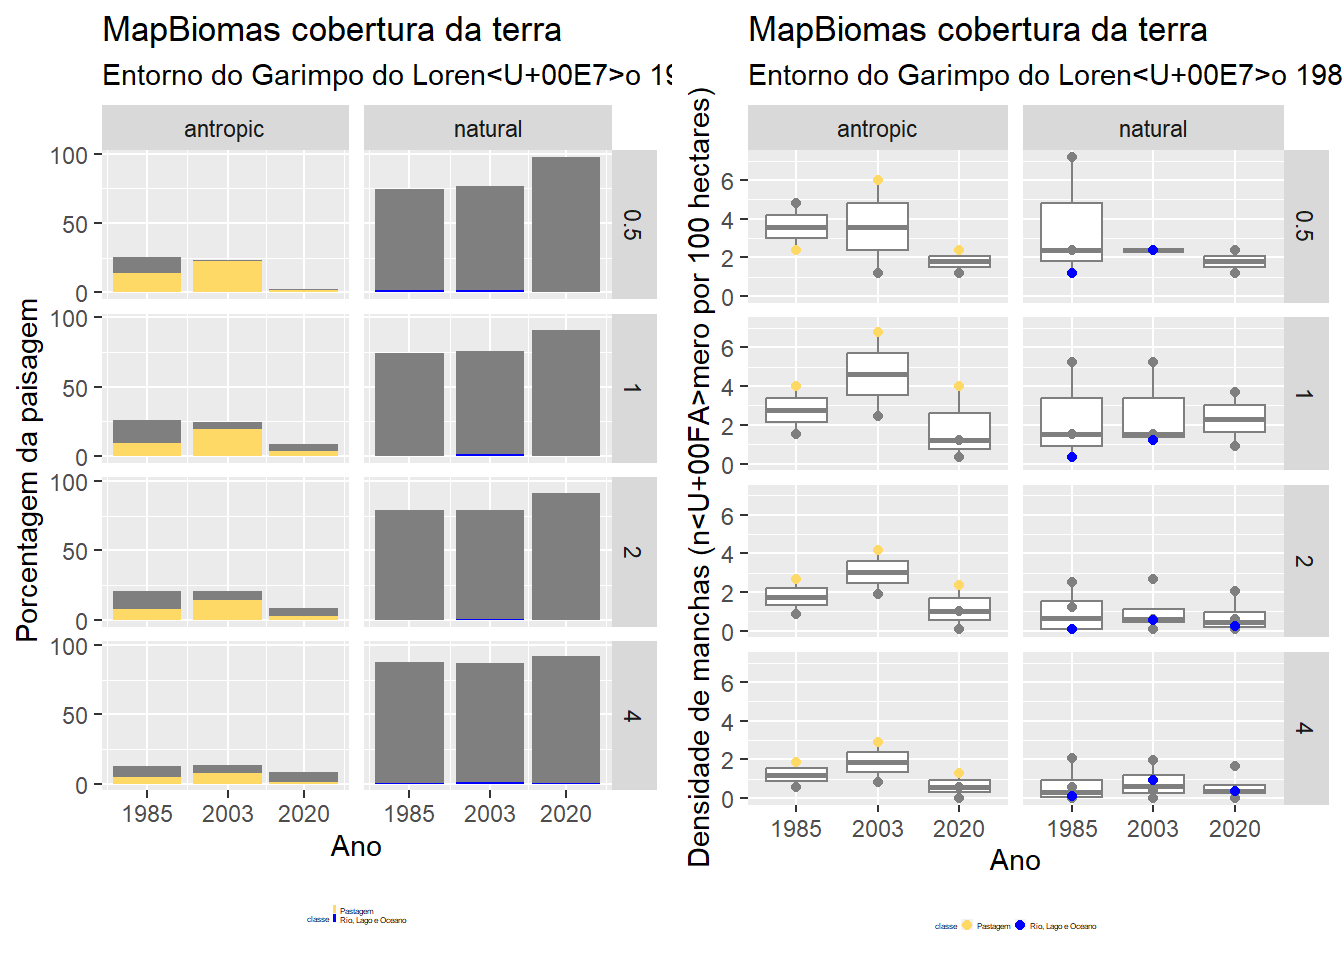 MapBiomas cobertura da terra
Entorno do Garimpo do Loren<U+00E7>o 19
antropic
natural
Porcentagem da paisagem
100
50
0
0.5
100
50
0
1
100
50
0
2
100
50
0
4
1985
2003
2020
1985
2003
2020
Ano
classe
Pastagem
Rio, Lago e Oceano
MapBiomas cobertura da terra
Entorno do Garimpo do Loren<U+00E7>o 198
antropic
natural
Densidade de manchas (n<U+00FA>mero por 100 hectares)
6
4
2
0
0.5
6
4
2
0
1
6
4
2
0
2
6
4
2
0
4
1985
2003
2020
1985
2003
2020
Ano
classe
Pastagem
Rio, Lago e Oceano